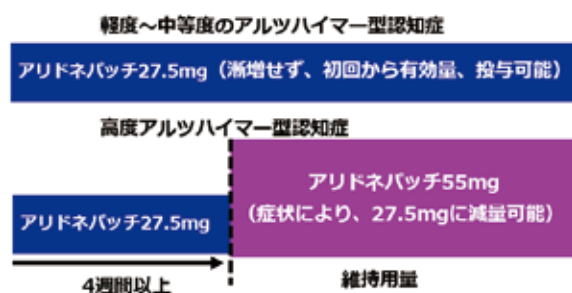 軽度～中等度のアルツハイマー型認知症
アリドネパッチ27.5mg（漸増せず、初回から有効量、投与可能）
高度アルツハイマー型認知症
アリドネパッチ55mg
（症状により、27.5mgに減量可能）
アリドネパッチ27.5mg
4週間以上
維持用量